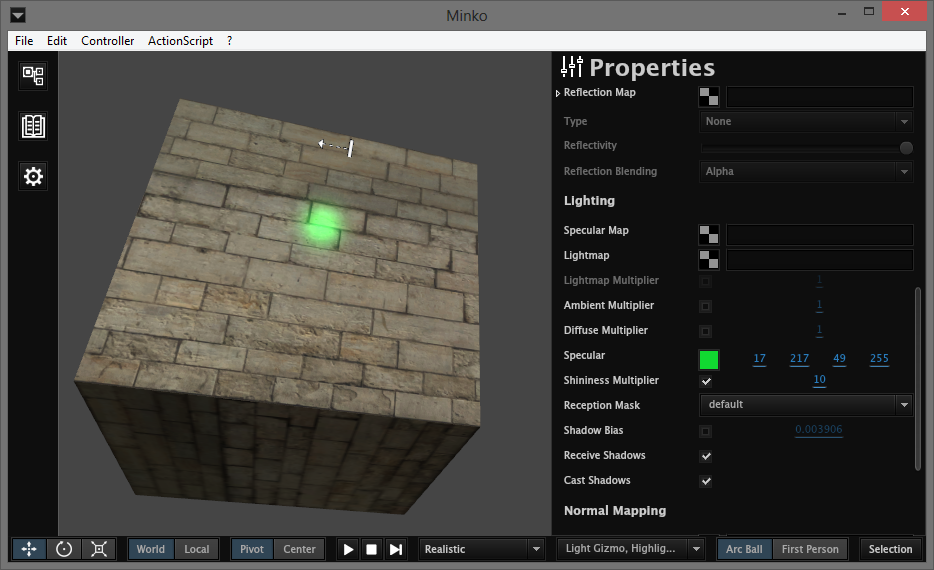 Minko
File Edit Controller ActionScript ?
Properties
Reflection Map
Type None
Reflectivity
Reflection Blending Alpha
Lighting
Specular Map
Lightmap
Lightmap Multiplier 1
Ambient Multiplier 1
Diffuse Multiplier 1
Specular 17 217 49 255
Shininess Multiplier 10
Reception Mask default
Shadow Bias 0.003906
Receive Shadows
Cast Shadows
Normal Mapping
World Local Pivot Center Realistic Light Gizmo, Highlig... Arc Ball First Person Selection